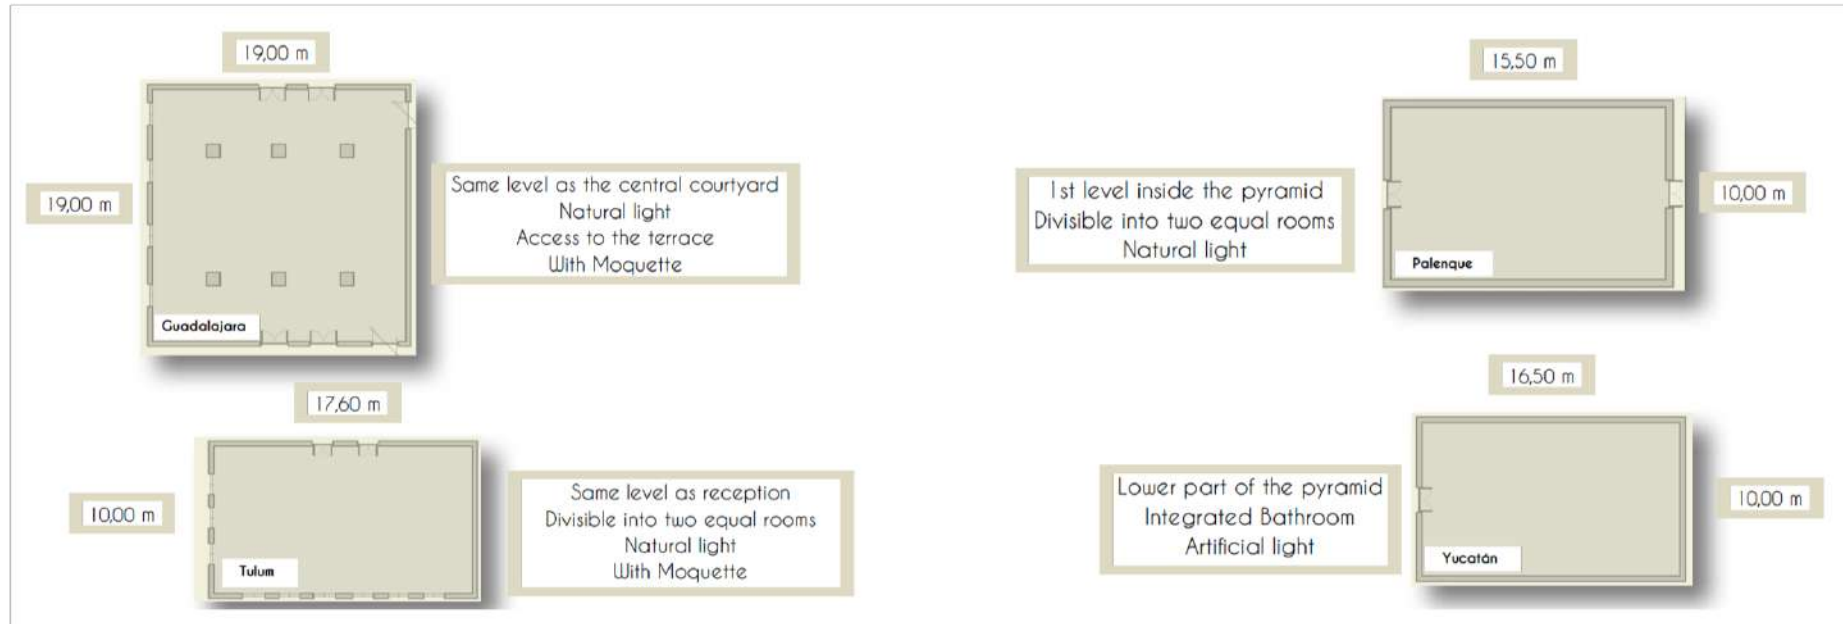 19,00 m
19,00 m
Same level as the central courtyard
Natural light
Access to the terrace
With Moquette
Guadalajara
15,50 m
1st level inside the pyramid
Divisible into two equal rooms
Natural light
10,00 m
Palenque
17,60 m
10,00 m
Same level as reception
Divisible into two equal rooms
Natural light
With Moquette
Tulum
16,50 m
Lower part of the pyramid
Integrated Bathroom
Artificial light
10,00 m
Yucatán